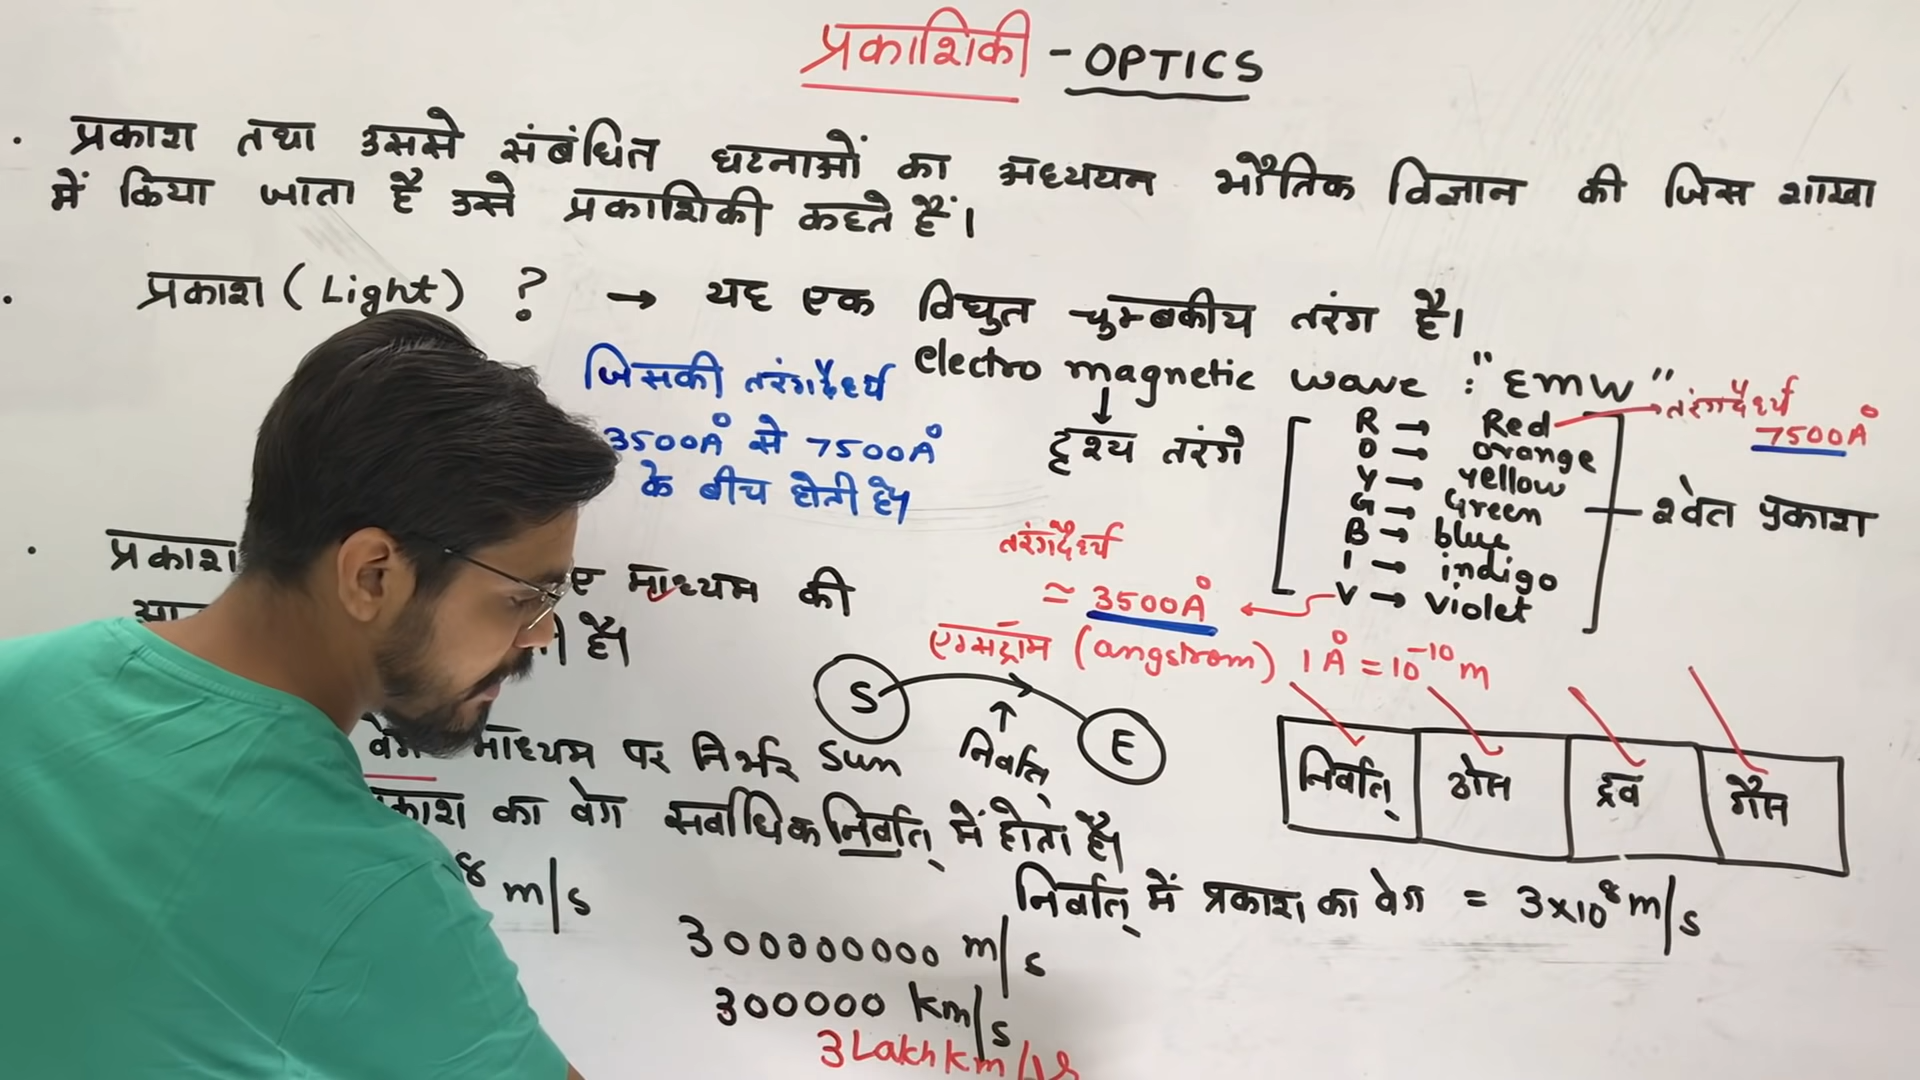 प्रकाशिकी - OPTICS
. प्रकाश तथा उससे संबंधित घटनाओं का अध्ययन भौतिक विज्ञान की जिस शाखा
में किया जाता है उसे प्रकाशिकी कहते हैं।
. प्रकाश (Light) ? → यह एक विघुत चुम्बकीय तरंग है।
electro magnetic wave : "EMW"
जिसकी तरंगदैर्ध्य
3500Å से 7500Å
के बीच होती है।
↓
दृश्य तरंगे
R → Red → तरंगदैर्ध्य 7500Å
O → orange
Y → yellow
G → Green
B → blue
I → indigo
V → violet
श्वेत प्रकाश
तरंगदैर्ध्य
≈ 3500Å
एंगस्ट्रॉम (angstrom) 1 Å = 10⁻¹⁰ m
. प्रकाश माध्यम की
है।
S → E
↑
Sun निर्वात्
वेग माध्यम पर निर्भर
का वेग सर्वाधिक निर्वात् में होता है।
निर्वात् ठोस द्रव गैस
8 m/s
निर्वात् में प्रकाश का वेग = 3×10⁸ m/s
300000000 m/s
300000 km/s
3 Lakh km/s